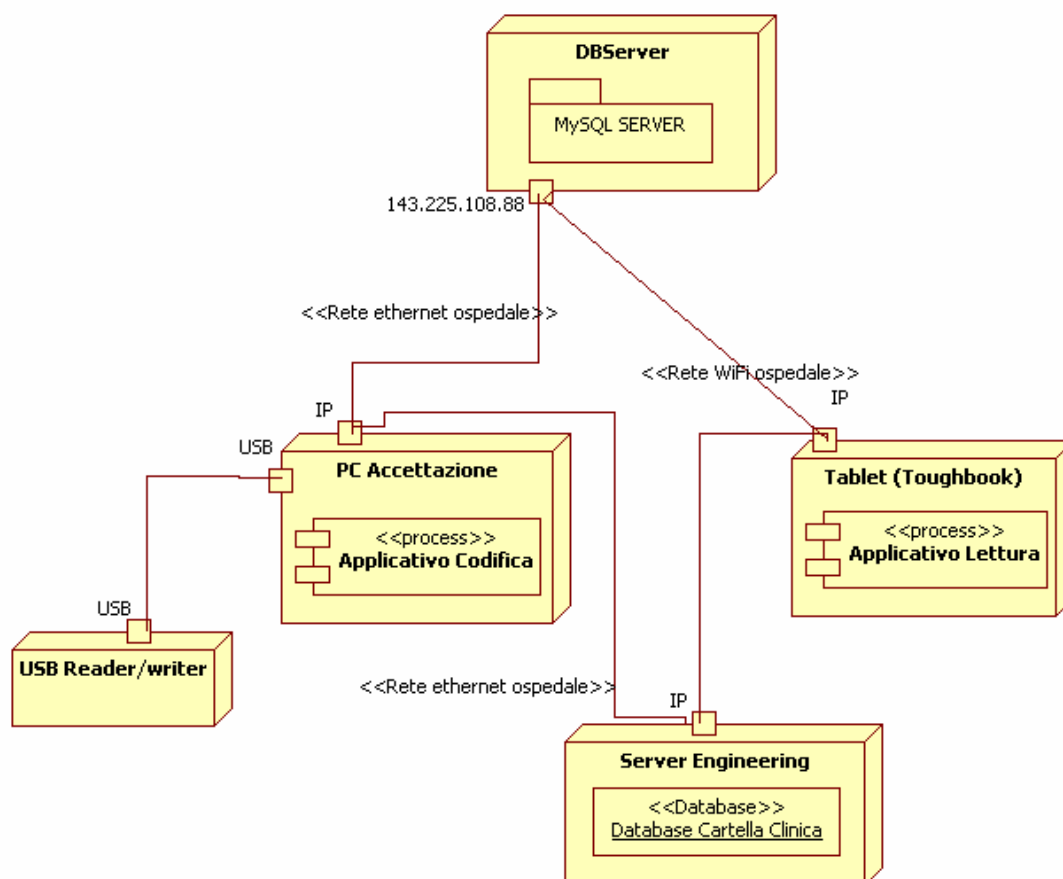 DBServer
MySQL SERVER
143.225.108.88
<<Rete ethernet ospedale>>
<<Rete WiFi ospedale>>
IP
IP
USB
PC Accettazione
<<process>>
Applicativo Codifica
Tablet (Toughbook)
<<process>>
Applicativo Lettura
USB
USB Reader/writer
<<Rete ethernet ospedale>>
IP
Server Engineering
<<Database>>
Database Cartella Clinica